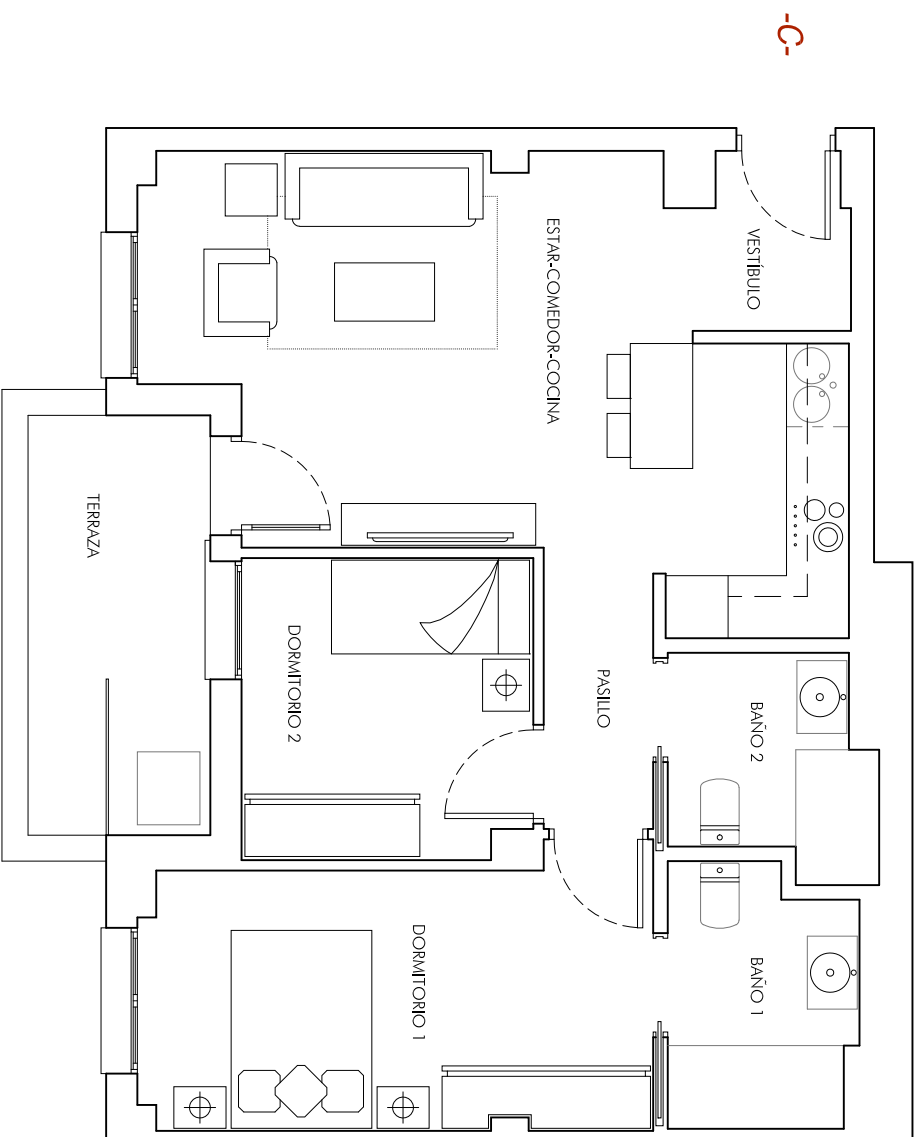 -C-
VESTÍBULO
ESTAR-COMEDOR-COCINA
TERRAZA
DORMITORIO 2
PASILLO
BAÑO 2
DORMITORIO 1
BAÑO 1